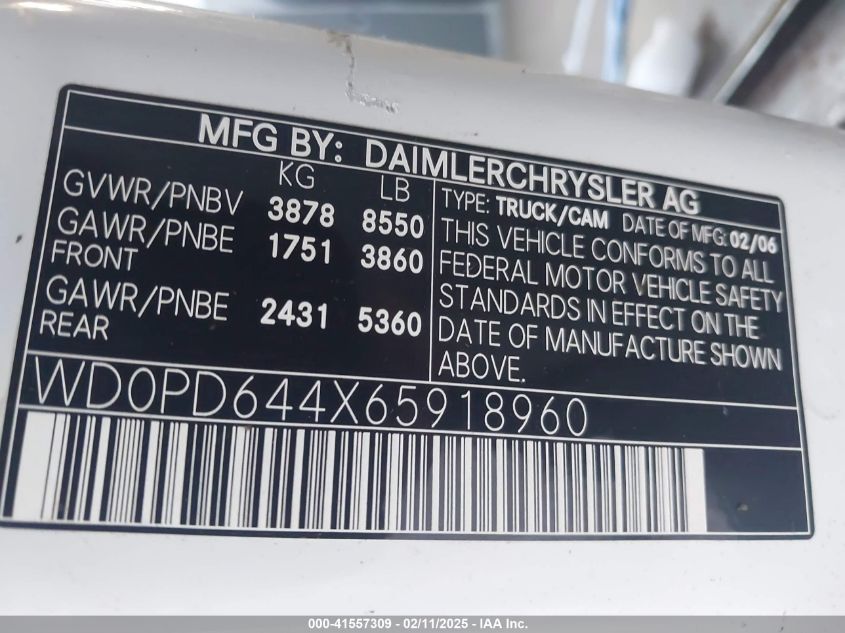 MFG BY: DAIMLERCHRYSLER AG
KG LB
GVWR/PNBV 3878 8550
GAWR/PNBE 1751 3860
FRONT
GAWR/PNBE 2431 5360
REAR
TYPE: TRUCK/CAM DATE OF MFG: 02/06
THIS VEHICLE CONFORMS TO ALL
FEDERAL MOTOR VEHICLE SAFETY
STANDARDS IN EFFECT ON THE
DATE OF MANUFACTURE SHOWN
ABOVE.
WD0PD644X65918960
000-41557309 - 02/11/2025 - IAA Inc.